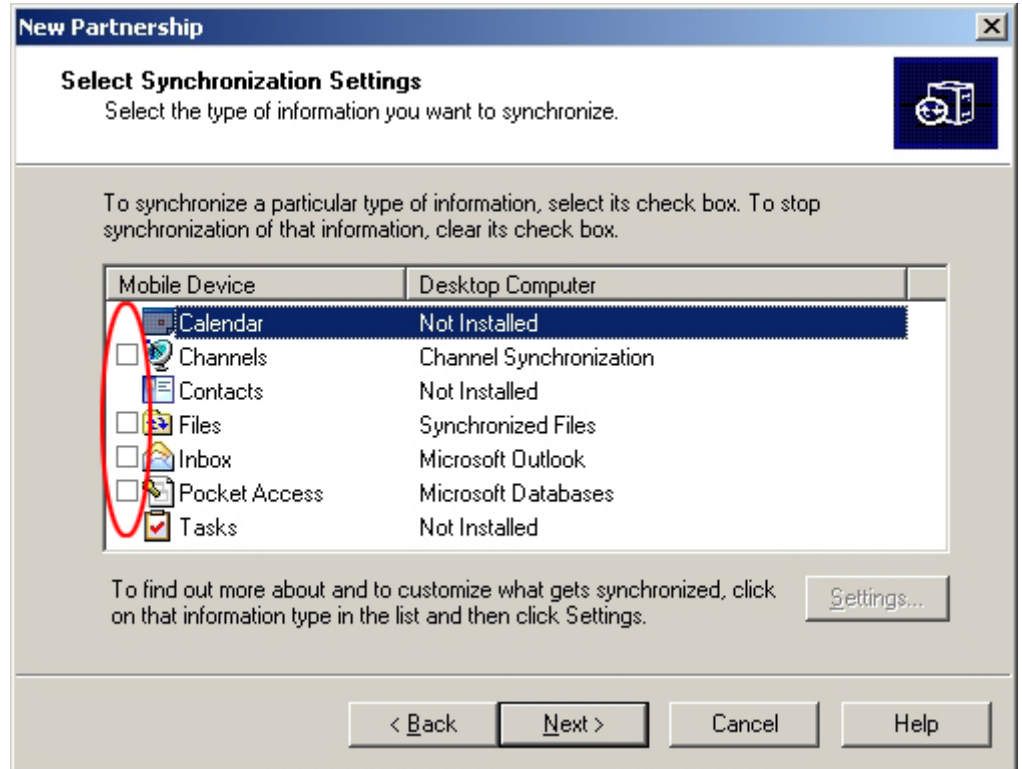 New Partnership
Select Synchronization Settings
Select the type of information you want to synchronize.
To synchronize a particular type of information, select its check box. To stop
synchronization of that information, clear its check box.
Mobile Device Desktop Computer
Calendar Not Installed
Channels Channel Synchronization
Contacts Not Installed
Files Synchronized Files
Inbox Microsoft Outlook
Pocket Access Microsoft Databases
Tasks Not Installed
To find out more about and to customize what gets synchronized, click
on that information type in the list and then click Settings.
Settings...
< Back Next > Cancel Help